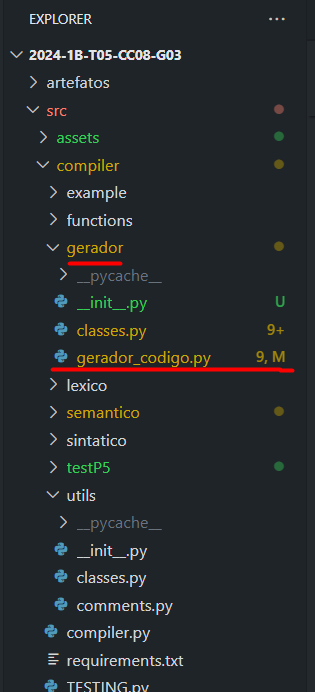 EXPLORER ...
2024-1B-T05-CC08-G03
artefatos
src
assets
compiler
example
functions
gerador
__pycache__
__init__.py U
classes.py 9+
gerador_codigo.py 9, M
lexico
semantico
sintatico
testP5
utils
__pycache__
__init__.py
classes.py
comments.py
compiler.py
requirements.txt
TESTING.py